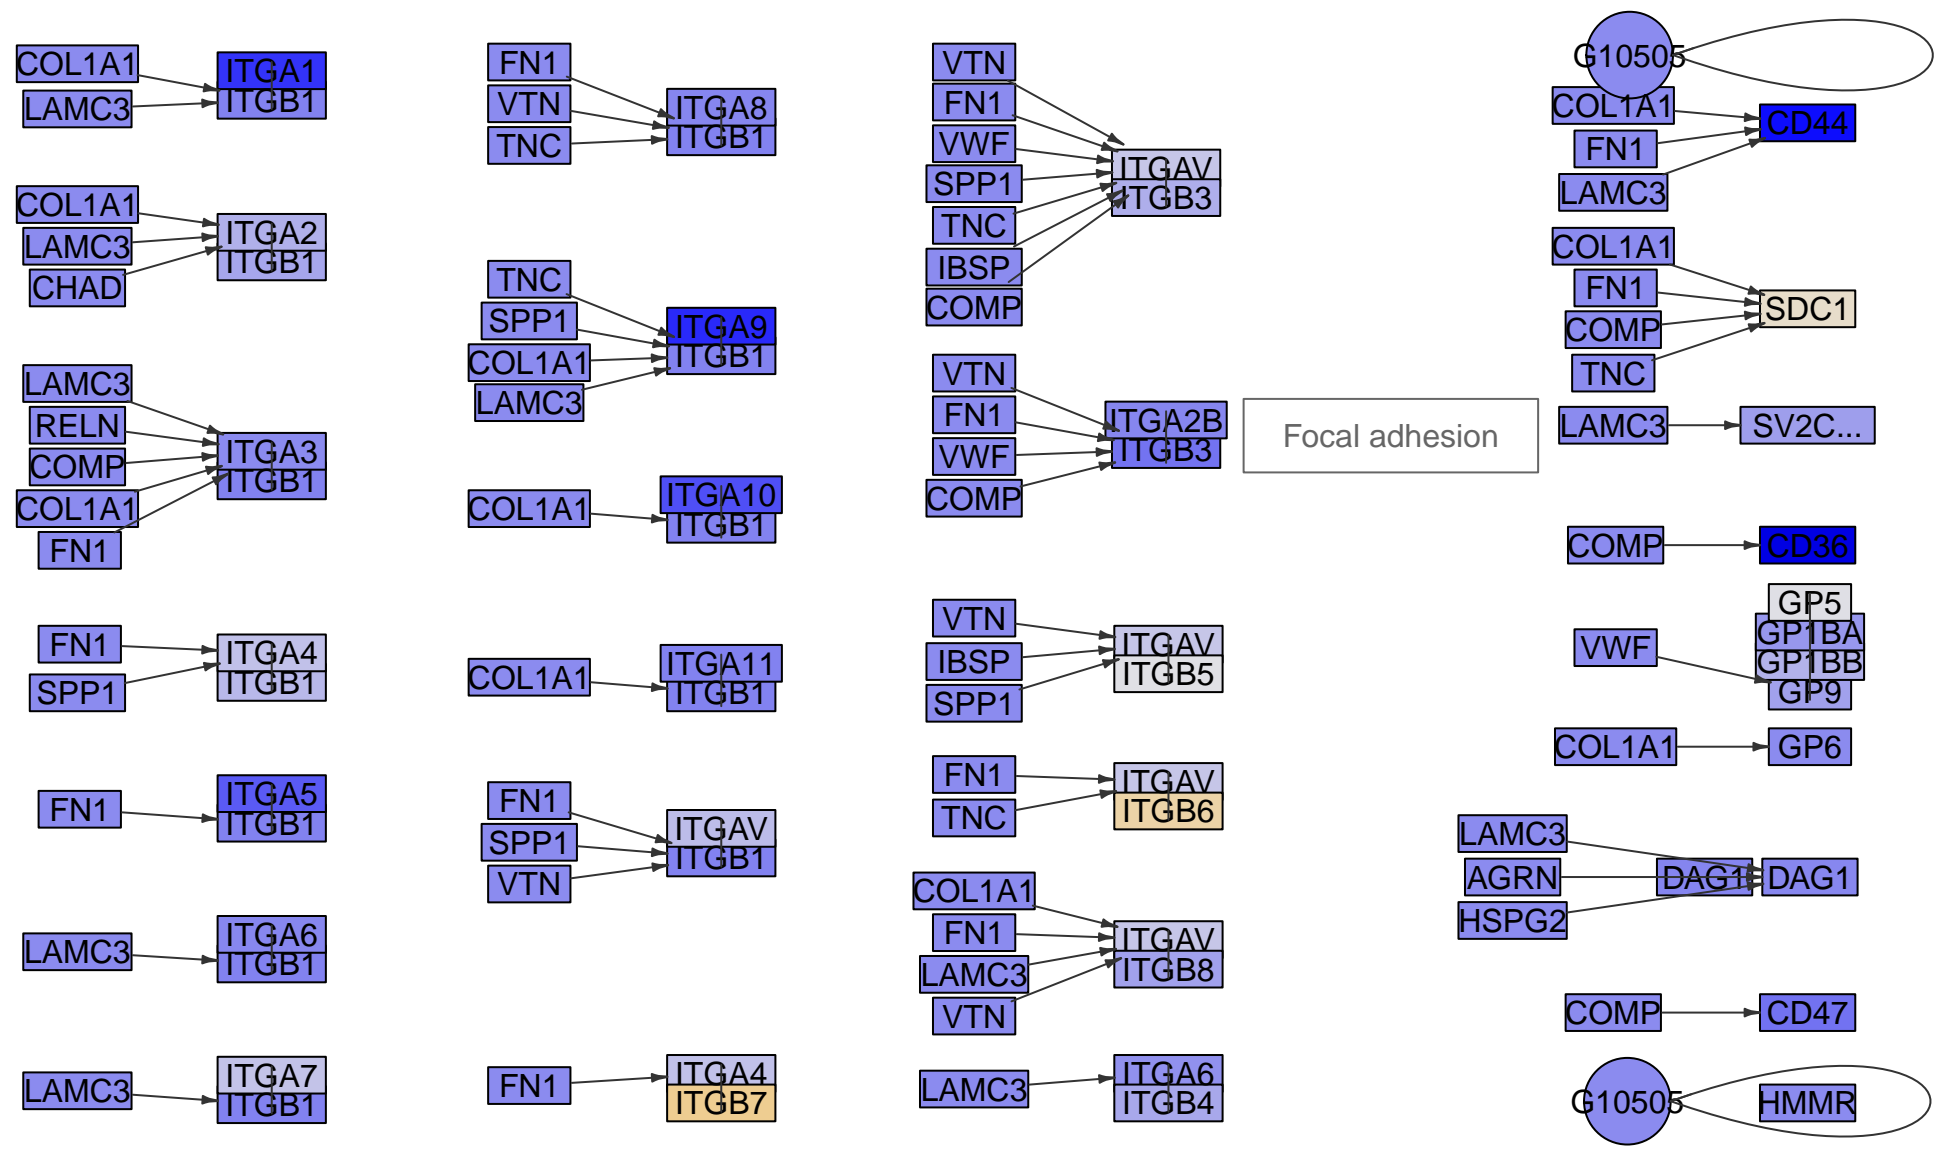 COL1A1
LAMC3
ITGA1
ITGB1
COL1A1
LAMC3
CHAD
ITGA2
ITGB1
LAMC3
RELN
COMP
COL1A1
FN1
ITGA3
ITGB1
FN1
SPP1
ITGA4
ITGB1
FN1
ITGA5
ITGB1
LAMC3
ITGA6
ITGB1
LAMC3
ITGA7
ITGB1
FN1
VTN
TNC
ITGA8
ITGB1
TNC
SPP1
COL1A1
LAMC3
ITGA9
ITGB1
COL1A1
ITGA10
ITGB1
COL1A1
ITGA11
ITGB1
FN1
SPP1
VTN
ITGAV
ITGB1
FN1
ITGA4
ITGB7
VTN
FN1
VWF
SPP1
TNC
IBSP
COMP
ITGAV
ITGB3
VTN
FN1
VWF
COMP
ITGA2B
ITGB3
VTN
IBSP
SPP1
ITGAV
ITGB5
FN1
TNC
ITGAV
ITGB6
COL1A1
FN1
LAMC3
VTN
ITGAV
ITGB8
LAMC3
ITGA6
ITGB4
Focal adhesion
G10505
COL1A1
FN1
LAMC3
CD44
COL1A1
FN1
COMP
TNC
SDC1
LAMC3
SV2C...
COMP
CD36
VWF
GP5
GP1BA
GP1BB
GP9
COL1A1
GP6
LAMC3
AGRN
HSPG2
DAG1
DAG1
COMP
CD47
G10505
HMMR